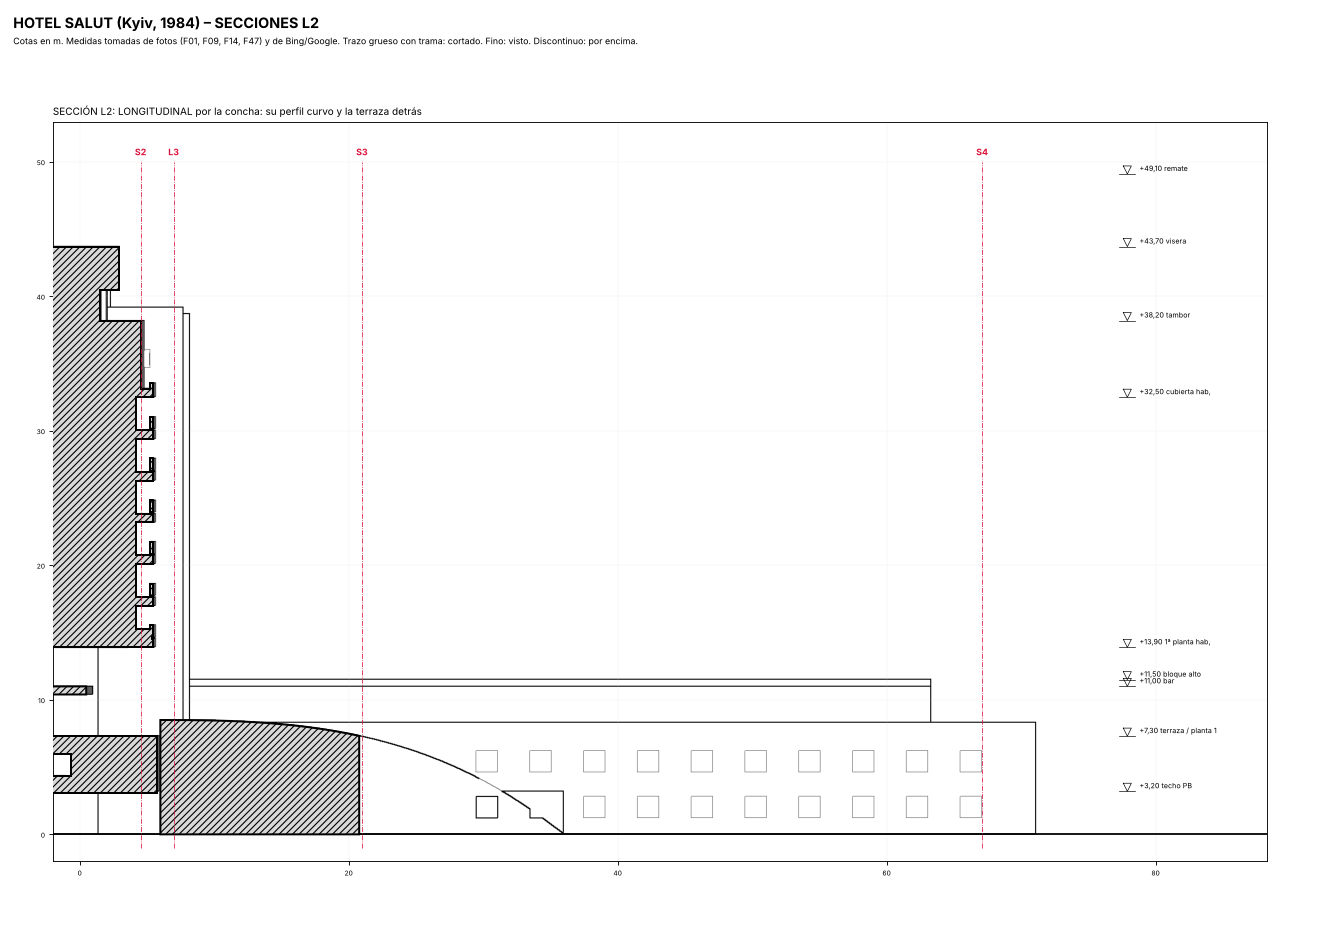 HOTEL SALUT (Kyiv, 1984) – SECCIONES L2
Cotas en m. Medidas tomadas de fotos (F01, F09, F14, F47) y de Bing/Google. Trazo grueso con trama: cortado. Fino: visto. Discontinuo: por encima.
SECCIÓN L2: LONGITUDINAL por la concha: su perfil curvo y la terraza detrás
S2 L3 S3 S4
50
+49,10 remate
+43,70 visera
40
+38,20 tambor
+32,50 cubierta hab,
30
20
+13,90 1ª planta hab,
+11,50 bloque alto
+11,00 bar
10
+7,30 terraza / planta 1
+3,20 techo PB
0
0 20 40 60 80